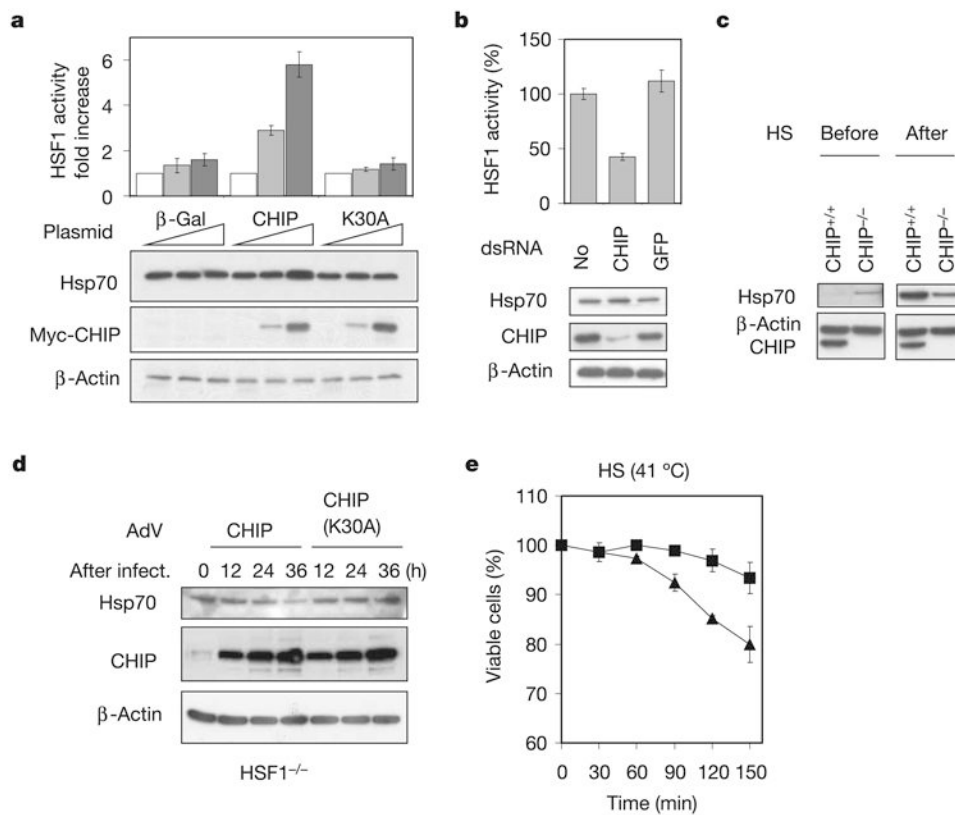 a
HSF1 activity
fold increase
6
4
2
0
Plasmid
β-Gal CHIP K30A
Hsp70
Myc-CHIP
β-Actin
b
HSF1 activity (%)
150
100
50
0
dsRNA
No CHIP GFP
Hsp70
CHIP
β-Actin
c
HS Before After
CHIP+/+ CHIP−/− CHIP+/+ CHIP−/−
Hsp70
β-Actin
CHIP
d
AdV CHIP CHIP
(K30A)
After infect. 0 12 24 36 12 24 36 (h)
Hsp70
CHIP
β-Actin
HSF1−/−
e
HS (41 ºC)
Viable cells (%)
110
100
90
80
70
60
0 30 60 90 120 150
Time (min)